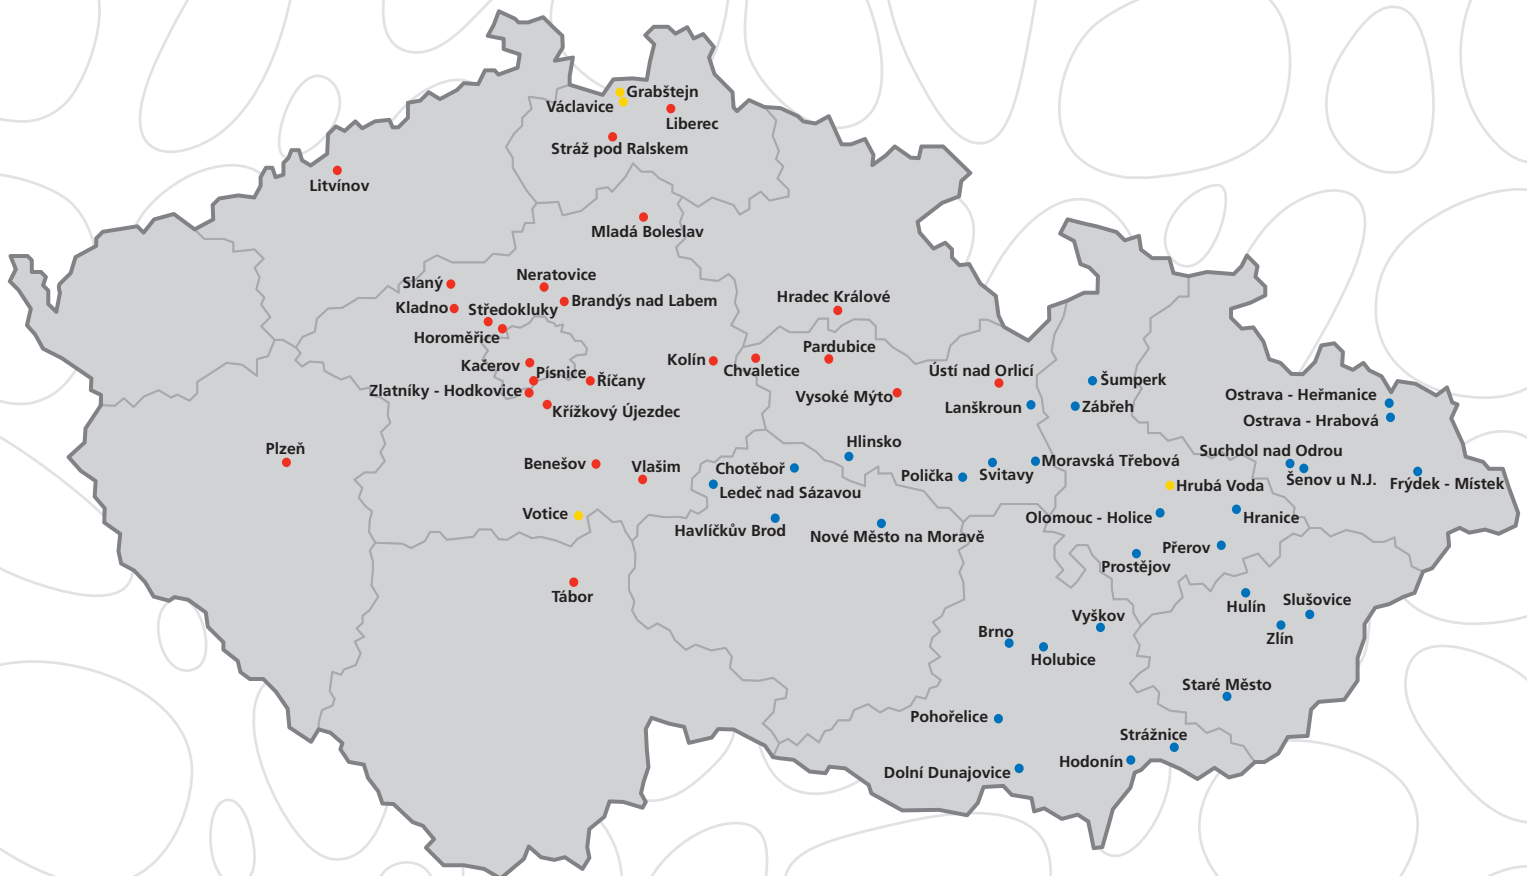 Grabštejn
Václavice
Liberec
Stráž pod Ralskem
Litvínov
Mladá Boleslav
Neratovice
Slaný
Brandýs nad Labem
Hradec Králové
Kladno
Středokluky
Horoměřice
Pardubice
Kolín
Chvaletice
Kačerov
Písnice
Říčany
Ústí nad Orlicí
Šumperk
Zlatníky - Hodkovice
Vysoké Mýto
Ostrava - Heřmanice
Křížkový Újezdec
Lanškroun
Zábřeh
Ostrava - Hrabová
Hlinsko
Plzeň
Suchdol nad Odrou
Benešov
Vlašim
Chotěboř
Moravská Třebová
Polička
Svitavy
Šenov u N.J.
Frýdek - Místek
Hrubá Voda
Ledeč nad Sázavou
Votice
Olomouc - Holice
Hranice
Havlíčkův Brod
Nové Město na Moravě
Přerov
Prostějov
Tábor
Hulín
Slušovice
Vyškov
Brno
Zlín
Holubice
Staré Město
Pohořelice
Strážnice
Hodonín
Dolní Dunajovice